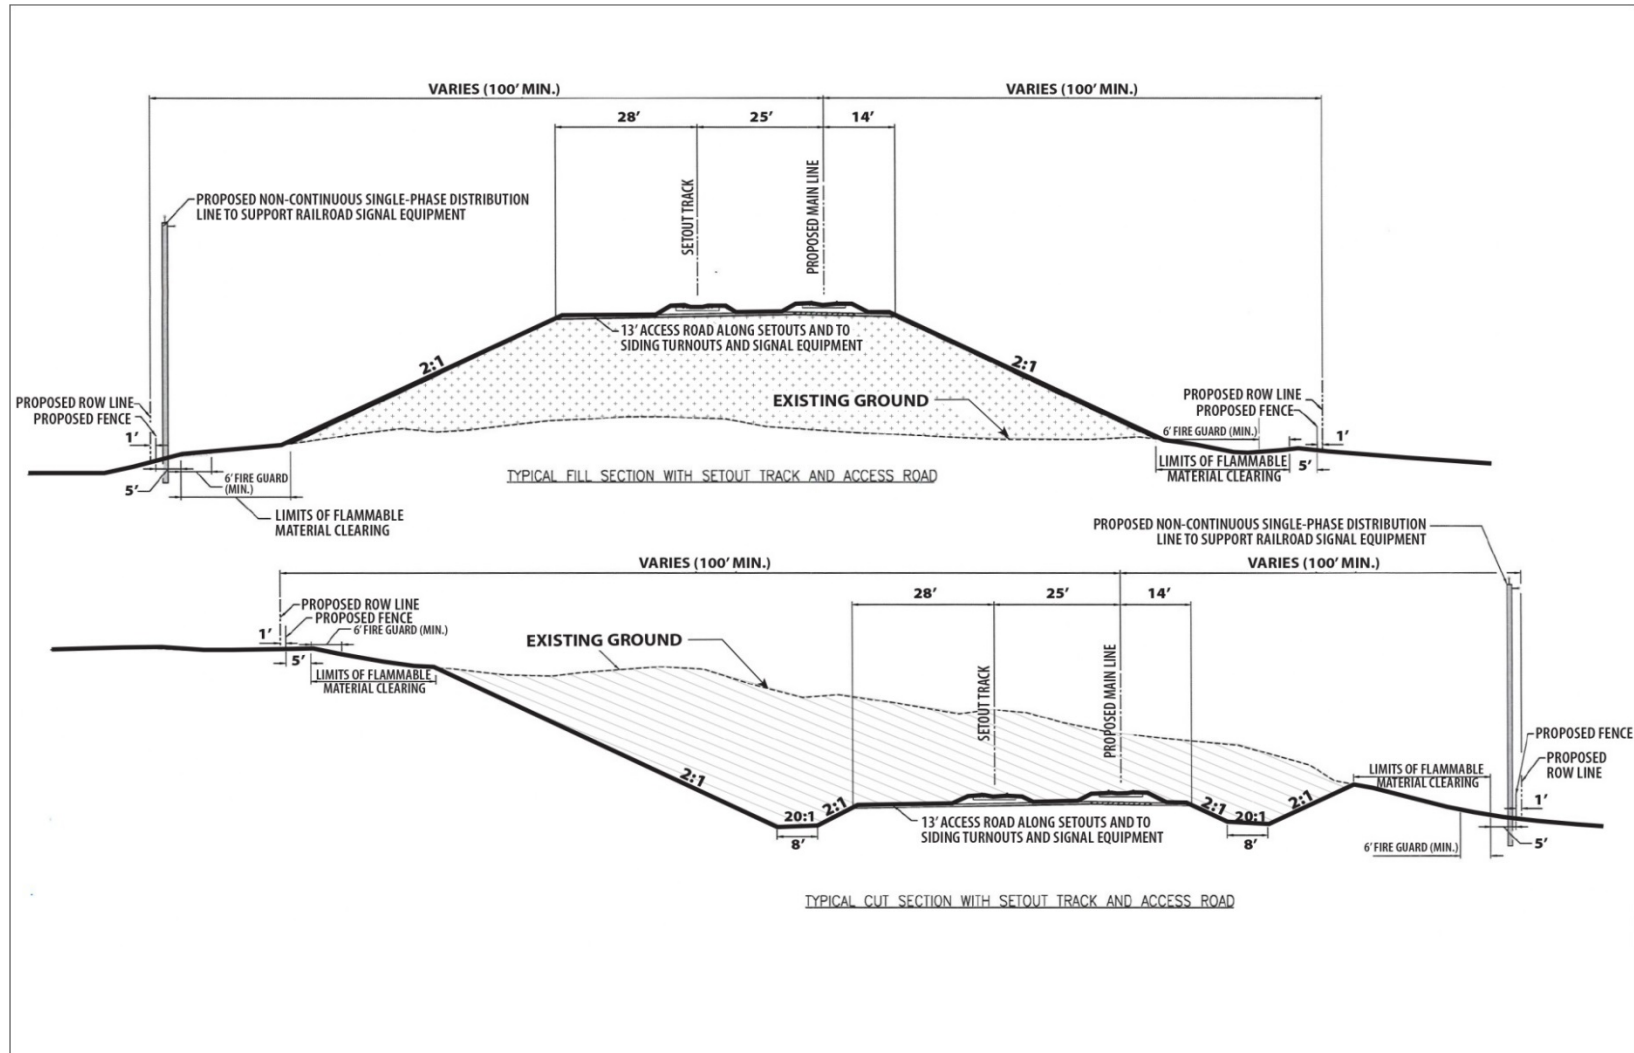 VARIES (100' MIN.)
VARIES (100' MIN.)
28'
25'
14'
PROPOSED NON-CONTINUOUS SINGLE-PHASE DISTRIBUTION
LINE TO SUPPORT RAILROAD SIGNAL EQUIPMENT
SETOUT TRACK
PROPOSED MAIN LINE
13' ACCESS ROAD ALONG SETOUTS AND TO
SIDING TURNOUTS AND SIGNAL EQUIPMENT
2:1
2:1
EXISTING GROUND
PROPOSED ROW LINE
PROPOSED FENCE
1'
5'
6' FIRE GUARD
(MIN.)
LIMITS OF FLAMMABLE
MATERIAL CLEARING
PROPOSED ROW LINE
PROPOSED FENCE
6' FIRE GUARD (MIN.)
1'
LIMITS OF FLAMMABLE
MATERIAL CLEARING
5'
TYPICAL FILL SECTION WITH SETOUT TRACK AND ACCESS ROAD
PROPOSED NON-CONTINUOUS SINGLE-PHASE DISTRIBUTION
LINE TO SUPPORT RAILROAD SIGNAL EQUIPMENT
VARIES (100' MIN.)
VARIES (100' MIN.)
28'
25'
14'
PROPOSED ROW LINE
PROPOSED FENCE
1'
6' FIRE GUARD (MIN.)
5'
LIMITS OF FLAMMABLE
MATERIAL CLEARING
EXISTING GROUND
SETOUT TRACK
PROPOSED MAIN LINE
2:1
20:1
2:1
8'
13' ACCESS ROAD ALONG SETOUTS AND TO
SIDING TURNOUTS AND SIGNAL EQUIPMENT
2:1
20:1
2:1
8'
LIMITS OF FLAMMABLE
MATERIAL CLEARING
PROPOSED FENCE
PROPOSED
ROW LINE
1'
5'
6' FIRE GUARD (MIN.)
TYPICAL CUT SECTION WITH SETOUT TRACK AND ACCESS ROAD